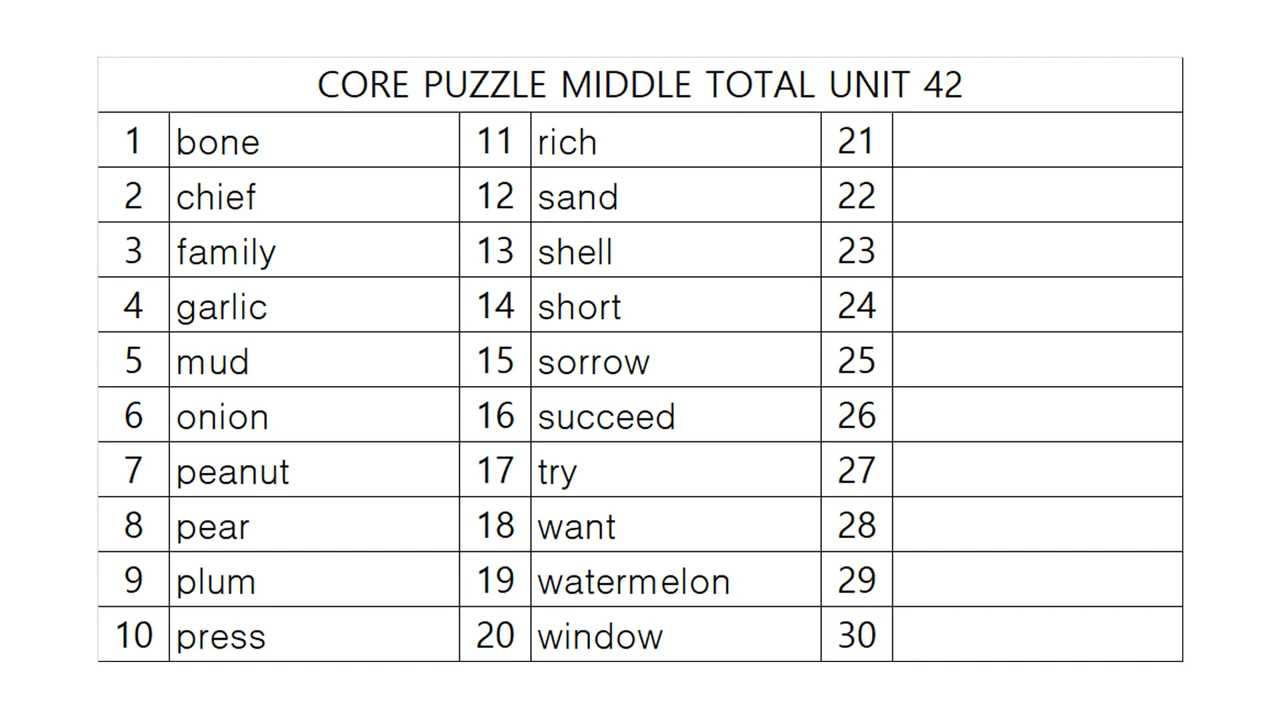 CORE PUZZLE MIDDLE TOTAL UNIT 42
1 bone 11 rich 21
2 chief 12 sand 22
3 family 13 shell 23
4 garlic 14 short 24
5 mud 15 sorrow 25
6 onion 16 succeed 26
7 peanut 17 try 27
8 pear 18 want 28
9 plum 19 watermelon 29
10 press 20 window 30